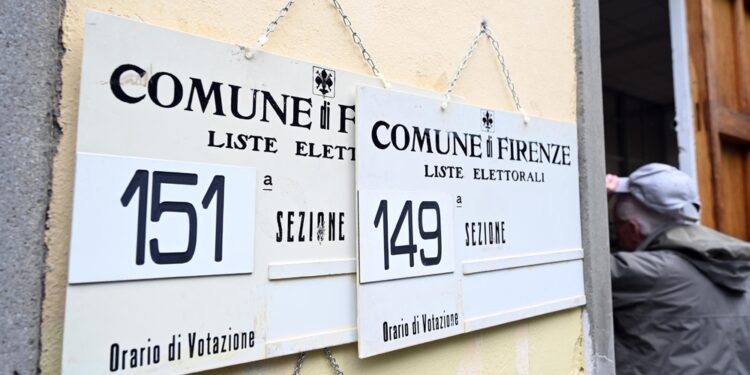 COMUNE di F
LISTE ELETT
151
a
SEZIONE
Orario di Votazione
COMUNE di FIRENZE
LISTE ELETTORALI
149
a
SEZIONE
Orario di Votazione